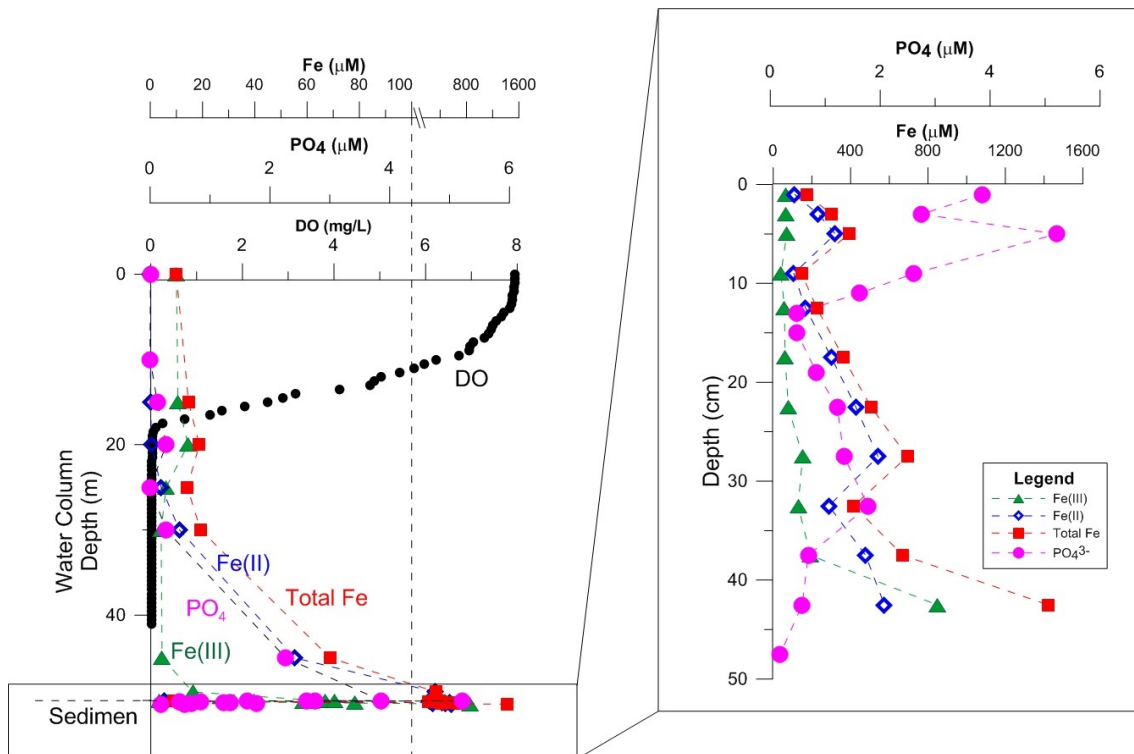 Fe (µM)
0 20 40 60 80 100 800 1600
PO4 (µM)
0 2 4 6
DO (mg/L)
0 2 4 6 8
0
20
40
Water Column
Depth (m)
DO
Fe(II)
Total Fe
PO4
Fe(III)
Sedimen
PO4 (µM)
0 2 4 6
Fe (µM)
0 400 800 1200 1600
0
10
20
30
40
50
Depth (cm)
Legend
Fe(III)
Fe(II)
Total Fe
PO4³-